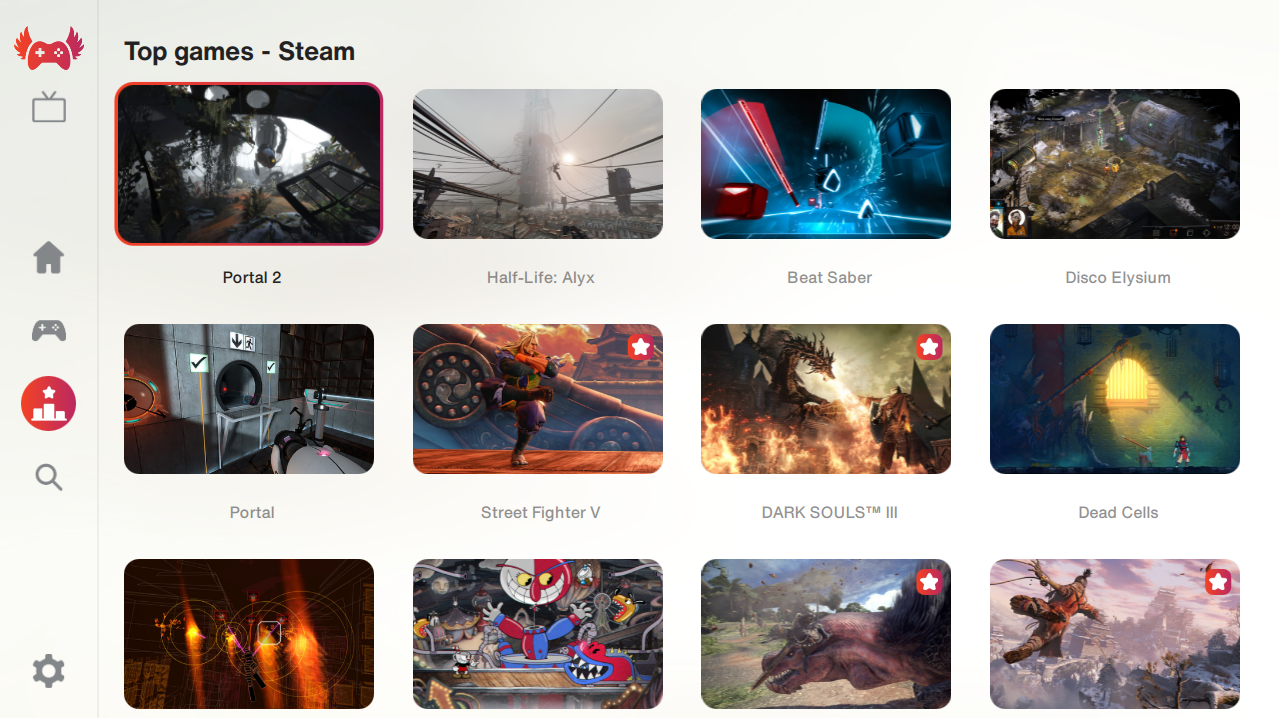 Top games - Steam
Portal 2
Half-Life: Alyx
Beat Saber
Disco Elysium
Portal
Street Fighter V
DARK SOULS™ III
Dead Cells